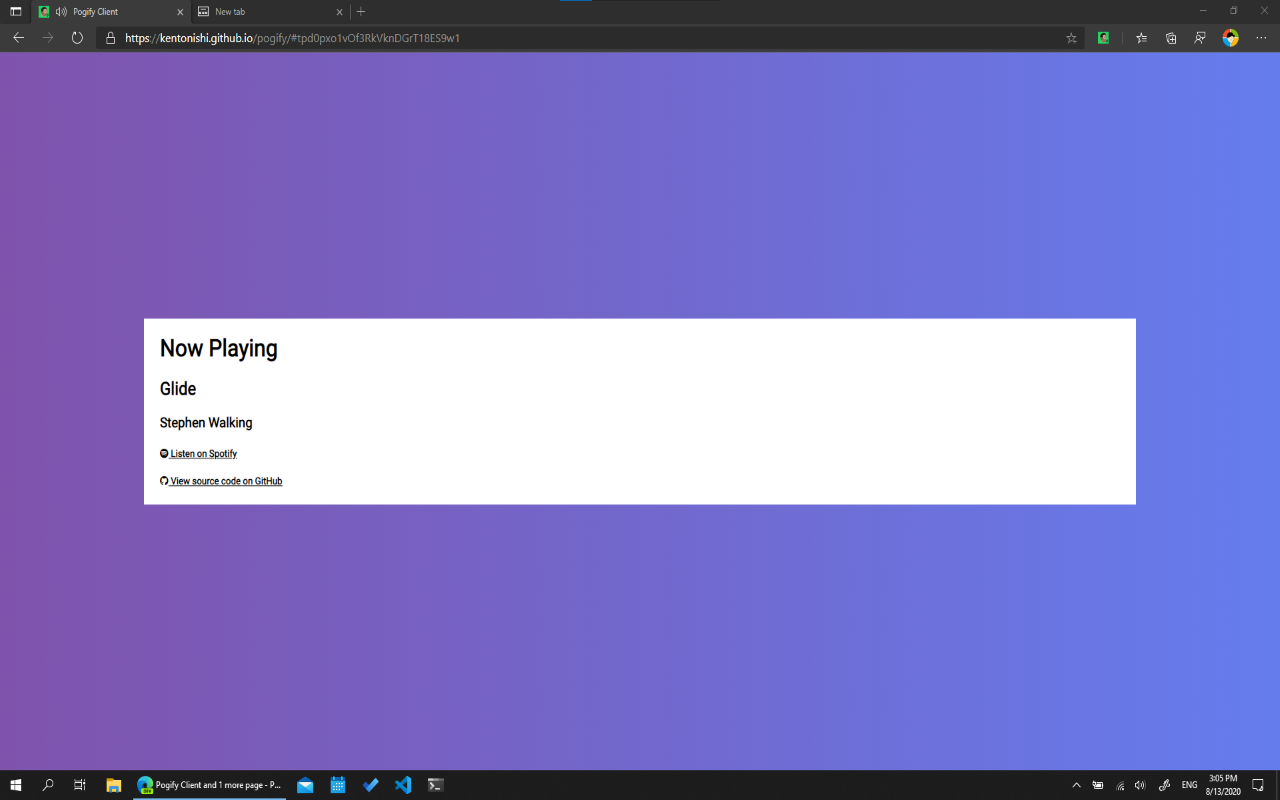 Pogify Client
New tab
https://kentonishi.github.io/pogify/#tpd0pxo1vOf3RkVknDGrT18ES9w1
Now Playing
Glide
Stephen Walking
Listen on Spotify
View source code on GitHub
DEV
Pogify Client and 1 more page - P...
ENG
3:05 PM
8/13/2020